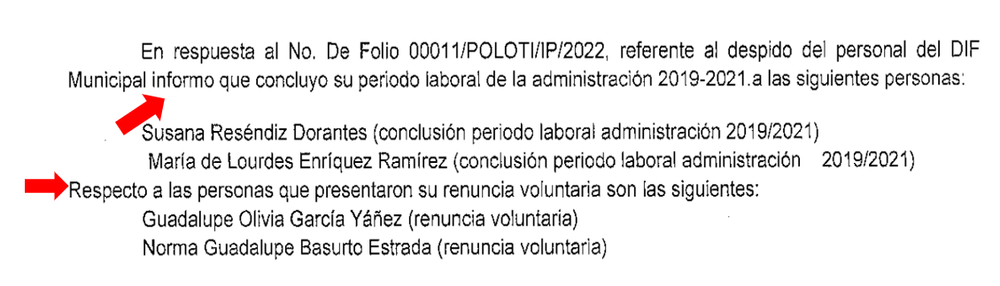 En respuesta al No. De Folio 00011/POLOTI/IP/2022, referente al despido del personal del DIF
Municipal informo que concluyo su periodo laboral de la administración 2019-2021.a las siguientes personas:
Susana Reséndiz Dorantes (conclusión periodo laboral administración 2019/2021)
María de Lourdes Enríquez Ramírez (conclusión periodo laboral administración 2019/2021)
Respecto a las personas que presentaron su renuncia voluntaria son las siguientes:
Guadalupe Olivia García Yáñez (renuncia voluntaria)
Norma Guadalupe Basurto Estrada (renuncia voluntaria)